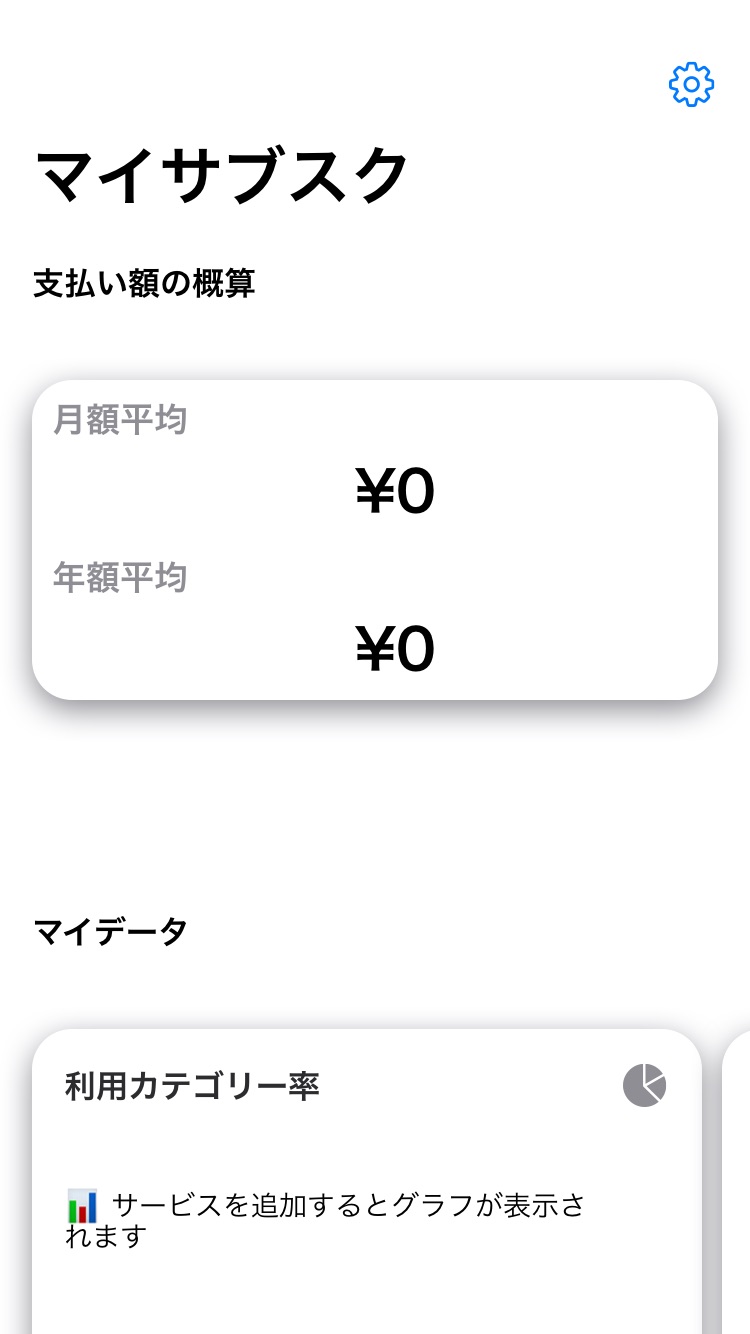 マイサブスク
支払い額の概算
月額平均
¥0
年額平均
¥0
マイデータ
利用カテゴリー率
📊 サービスを追加するとグラフが表示さ
れます